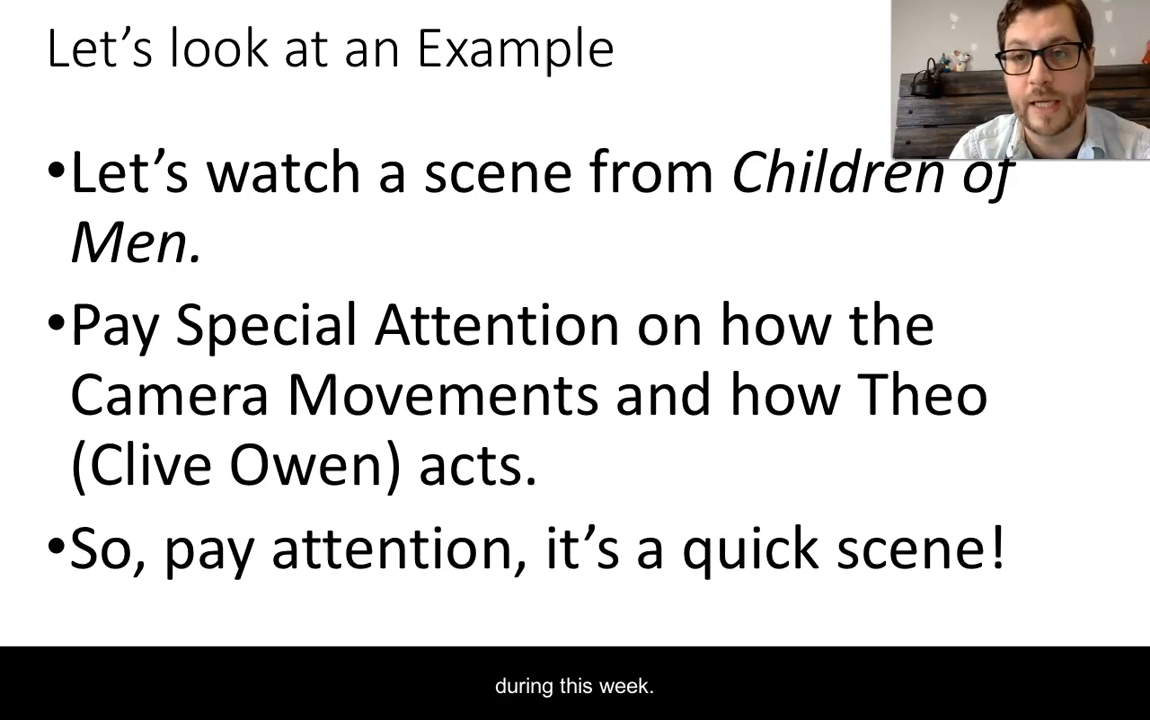 Let’s look at an Example
•Let’s watch a scene from Children of
Men.
•Pay Special Attention on how the
Camera Movements and how Theo
(Clive Owen) acts.
•So, pay attention, it’s a quick scene!
during this week.